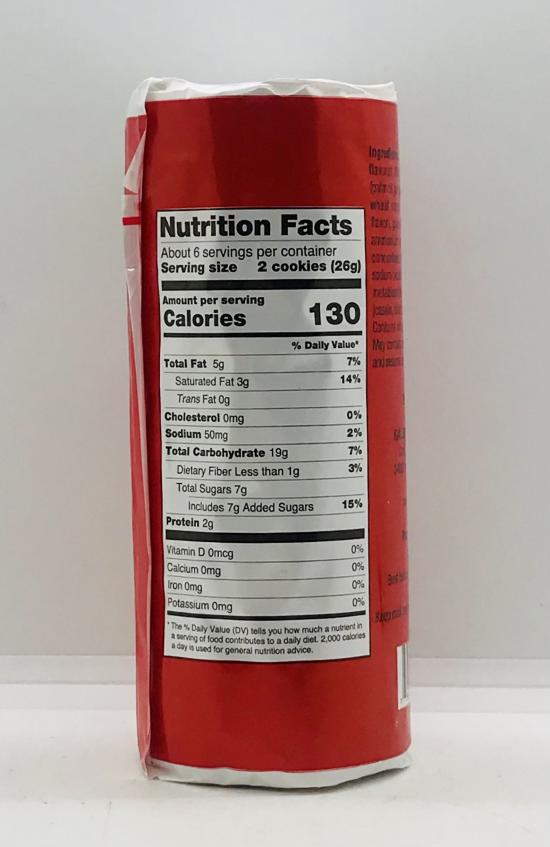 Nutrition Facts
About 6 servings per container
Serving size 2 cookies (26g)
Amount per serving
Calories 130
% Daily Value*
Total Fat 5g 7%
Saturated Fat 3g 14%
Trans Fat 0g
Cholesterol 0mg 0%
Sodium 50mg 2%
Total Carbohydrate 19g 7%
Dietary Fiber Less than 1g 3%
Total Sugars 7g
Includes 7g Added Sugars 15%
Protein 2g
Vitamin D 0mcg 0%
Calcium 0mg 0%
Iron 0mg 0%
Potassium 0mg 0%
* The % Daily Value (DV) tells you how much a nutrient in
a serving of food contributes to a daily diet. 2,000 calories
a day is used for general nutrition advice.